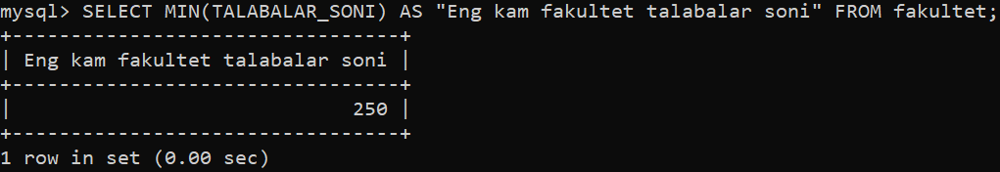 mysql> SELECT MIN(TALABALAR_SONI) AS "Eng kam fakultet talabalar soni" FROM fakultet;
+---------------------------------+
| Eng kam fakultet talabalar soni |
+---------------------------------+
|                             250 |
+---------------------------------+
1 row in set (0.00 sec)